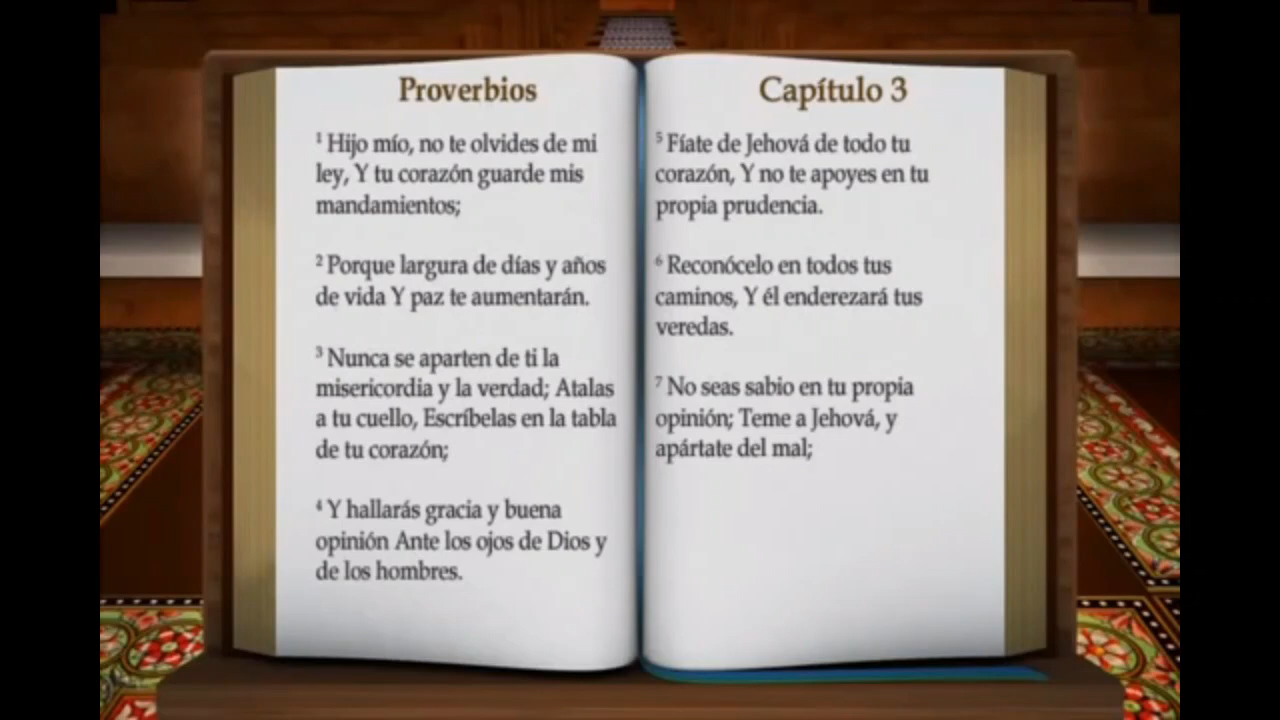 Proverbios
¹ Hijo mío, no te olvides de mi
ley, Y tu corazón guarde mis
mandamientos;
² Porque largura de días y años
de vida Y paz te aumentarán.
³ Nunca se aparten de ti la
misericordia y la verdad; Atalas
a tu cuello, Escríbelas en la tabla
de tu corazón;
⁴ Y hallarás gracia y buena
opinión Ante los ojos de Dios y
de los hombres.
Capítulo 3
⁵ Fíate de Jehová de todo tu
corazón, Y no te apoyes en tu
propia prudencia.
⁶ Reconócelo en todos tus
caminos, Y él enderezará tus
veredas.
⁷ No seas sabio en tu propia
opinión; Teme a Jehová, y
apártate del mal;